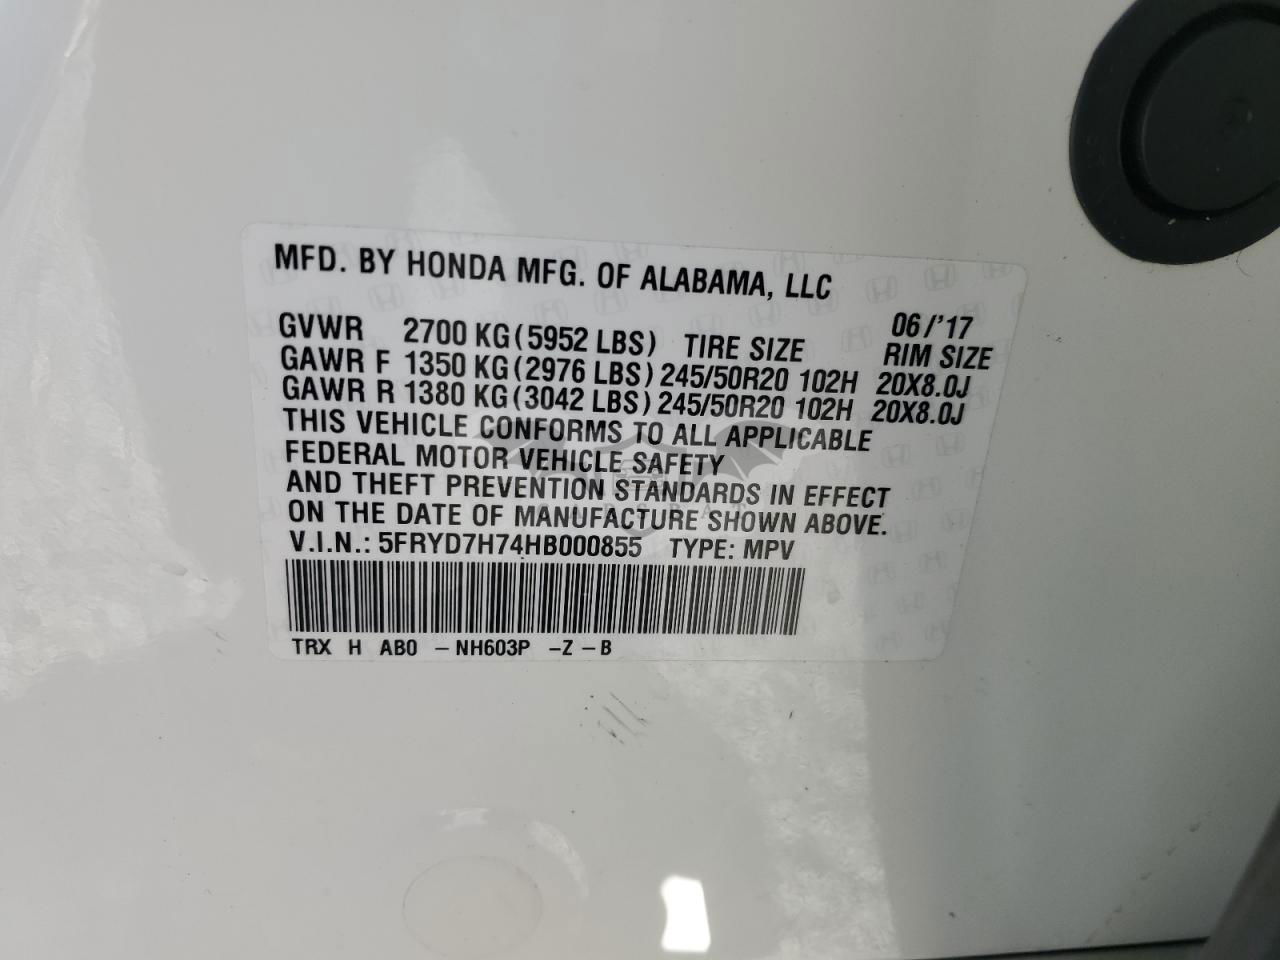 MFD. BY HONDA MFG. OF ALABAMA, LLC
06/'17
GVWR 2700 KG(5952 LBS) TIRE SIZE RIM SIZE
GAWR F 1350 KG(2976 LBS) 245/50R20 102H 20X8.0J
GAWR R 1380 KG(3042 LBS) 245/50R20 102H 20X8.0J
THIS VEHICLE CONFORMS TO ALL APPLICABLE
FEDERAL MOTOR VEHICLE SAFETY
AND THEFT PREVENTION STANDARDS IN EFFECT
ON THE DATE OF MANUFACTURE SHOWN ABOVE.
V.I.N.: 5FRYD7H74HB000855 TYPE: MPV
TRX H AB0 - NH603P - Z - B